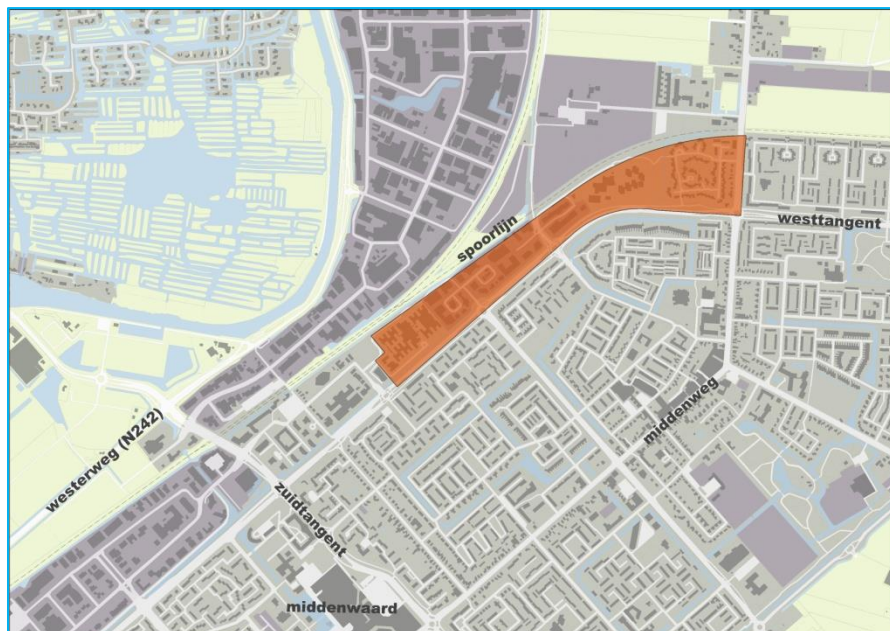 spoorlijn
westtangent
middenweg
westerweg (N242)
zuidtangent
middenwaard